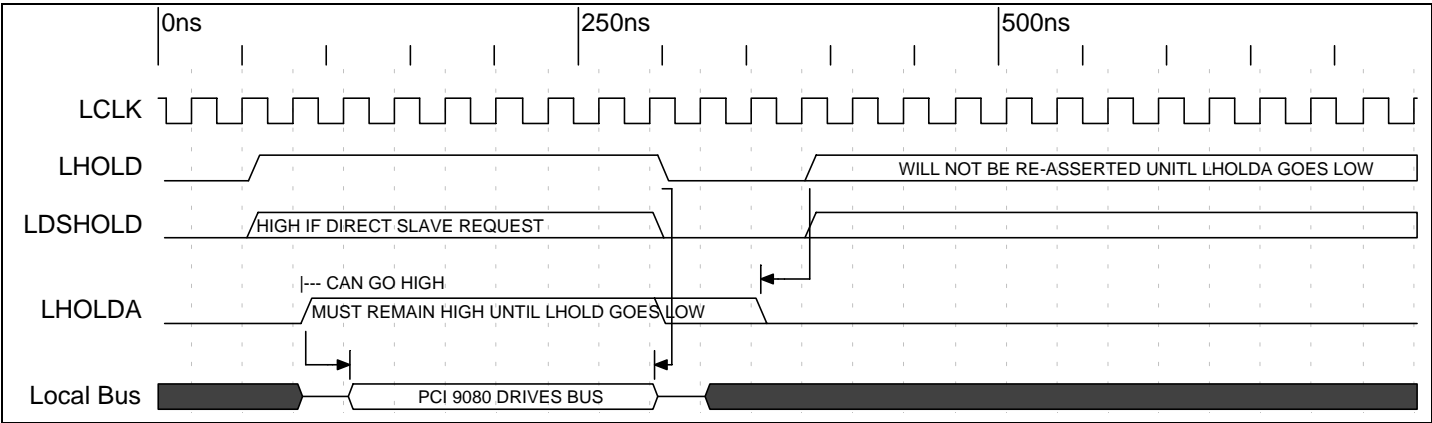 0ns 250ns 500ns
LCLK
LHOLD WILL NOT BE RE-ASSERTED UNITL LHOLDA GOES LOW
LDSHOLD HIGH IF DIRECT SLAVE REQUEST
|--- CAN GO HIGH
LHOLDA MUST REMAIN HIGH UNTIL LHOLD GOES LOW
Local Bus PCI 9080 DRIVES BUS